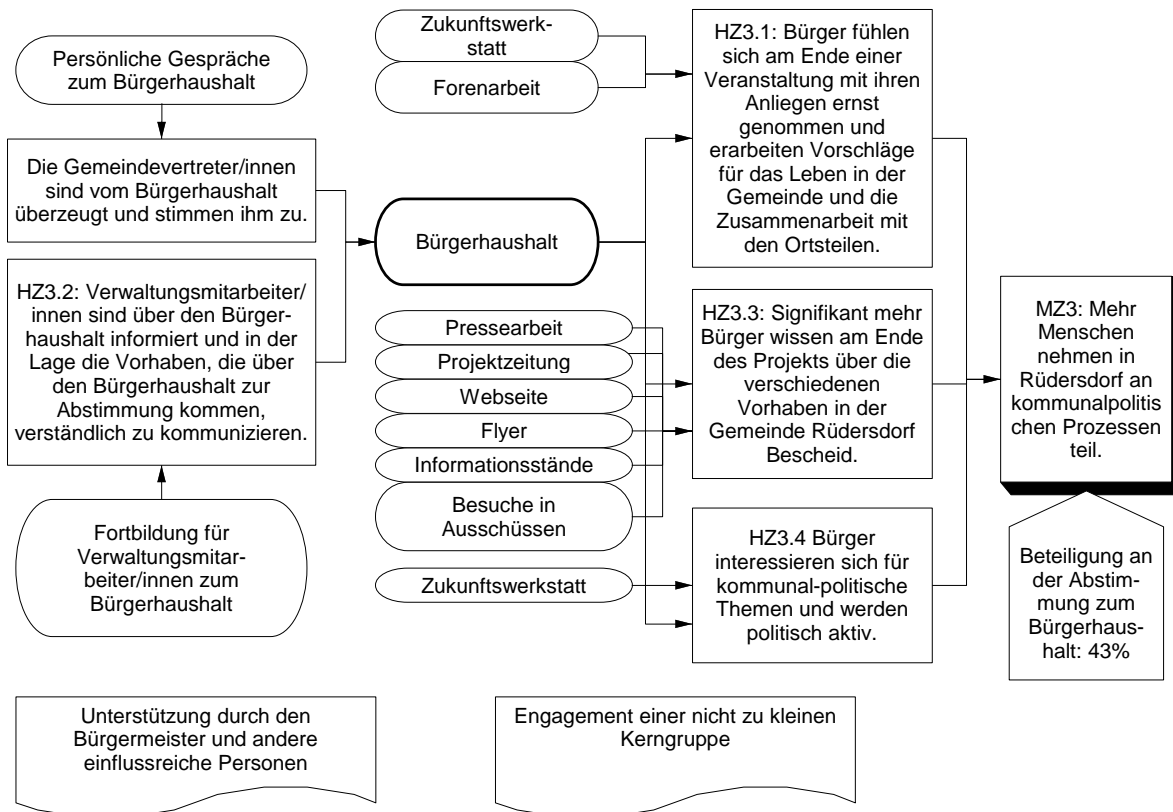 Persönliche Gespräche
zum Bürgerhaushalt
Die Gemeindevertreter/innen
sind vom Bürgerhaushalt
überzeugt und stimmen ihm zu.
HZ3.2: Verwaltungsmitarbeiter/
innen sind über den Bürger-
haushalt informiert und in der
Lage die Vorhaben, die über
den Bürgerhaushalt zur
Abstimmung kommen,
verständlich zu kommunizieren.
Fortbildung für
Verwaltungsmitar-
beiter/innen zum
Bürgerhaushalt
Zukunftswerk-
statt
Forenarbeit
Bürgerhaushalt
Pressearbeit
Projektzeitung
Webseite
Flyer
Informationsstände
Besuche in
Ausschüssen
Zukunftswerkstatt
HZ3.1: Bürger fühlen
sich am Ende einer
Veranstaltung mit ihren
Anliegen ernst
genommen und
erarbeiten Vorschläge
für das Leben in der
Gemeinde und die
Zusammenarbeit mit
den Ortsteilen.
HZ3.3: Signifikant mehr
Bürger wissen am Ende
des Projekts über die
verschiedenen
Vorhaben in der
Gemeinde Rüdersdorf
Bescheid.
HZ3.4 Bürger
interessieren sich für
kommunal-politische
Themen und werden
politisch aktiv.
MZ3: Mehr
Menschen
nehmen in
Rüdersdorf an
kommunalpolitis
chen Prozessen
teil.
Beteiligung an
der Abstim-
mung zum
Bürgerhaus-
halt: 43%
Unterstützung durch den
Bürgermeister und andere
einflussreiche Personen
Engagement einer nicht zu kleinen
Kerngruppe